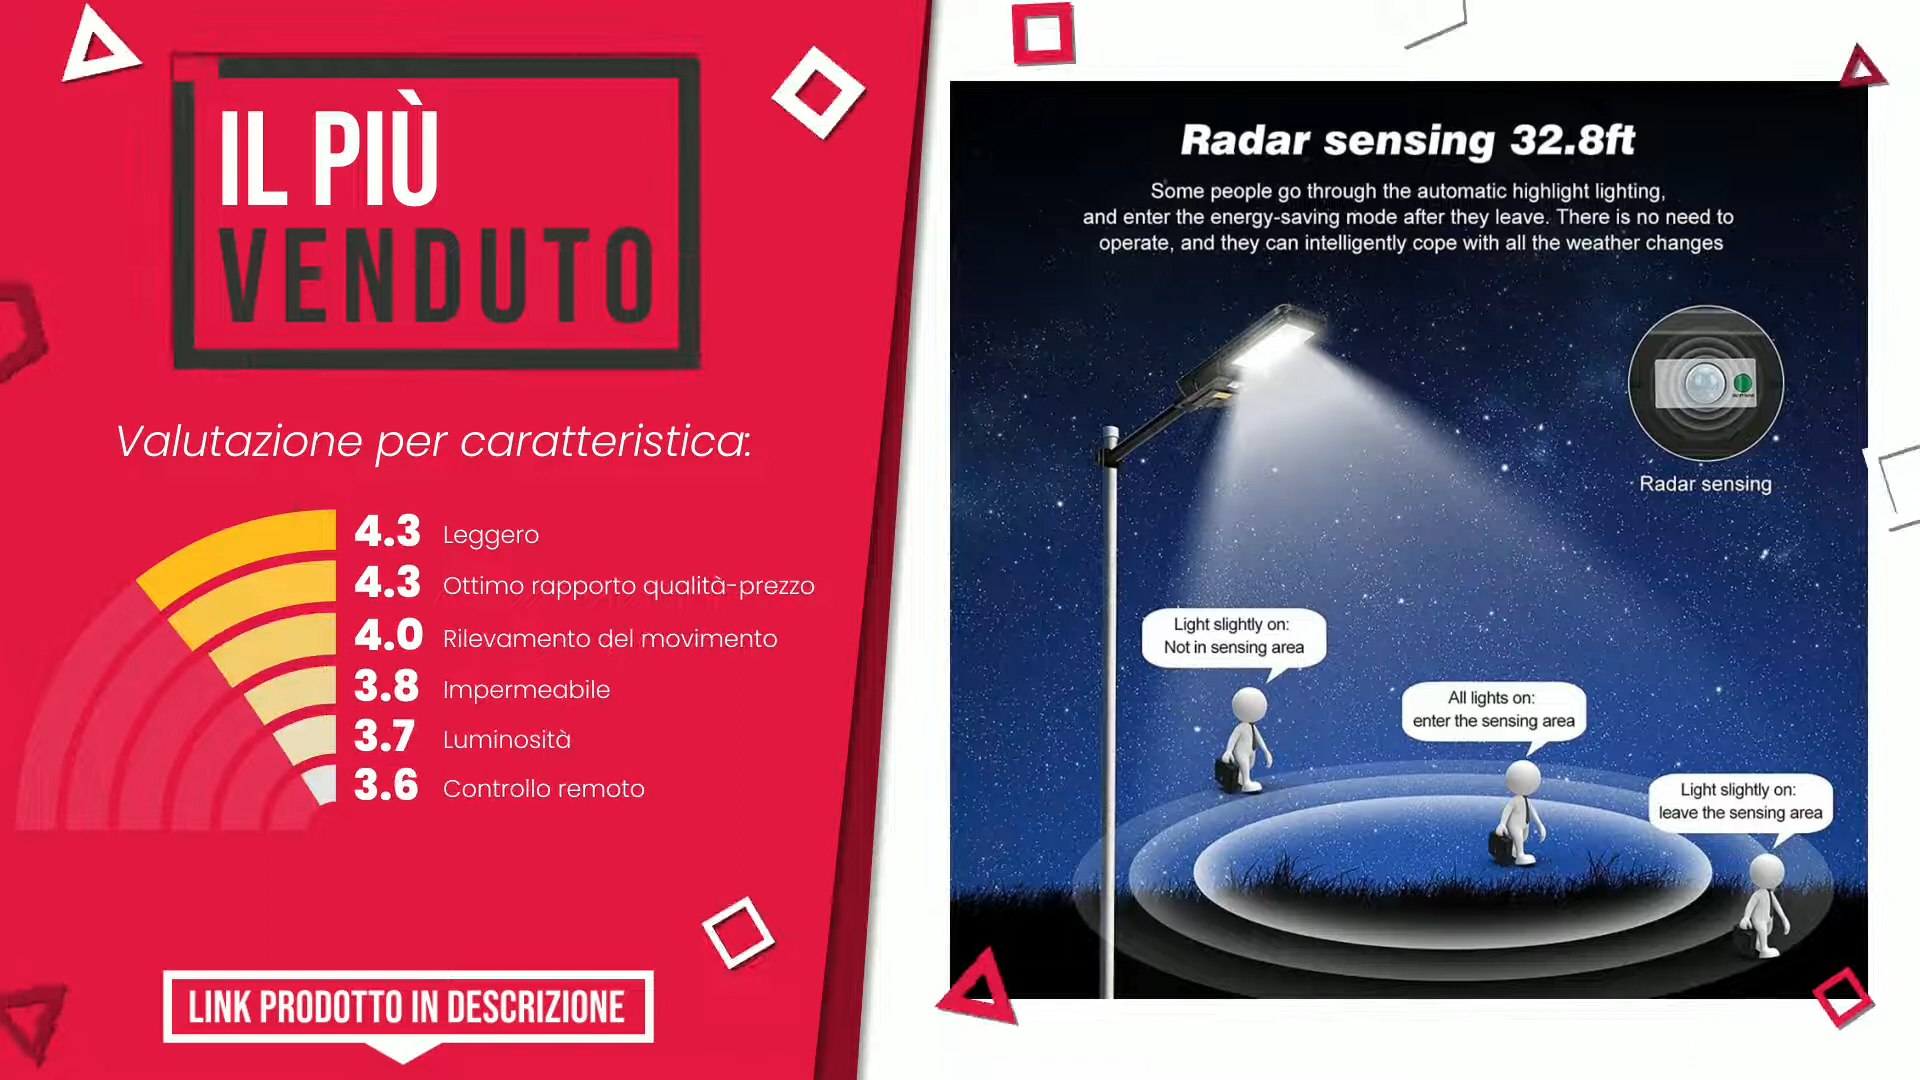 IL PIÙ
VENDUTO
Valutazione per caratteristica:
4.3 Leggero
4.3 Ottimo rapporto qualità-prezzo
4.0 Rilevamento del movimento
3.8 Impermeabile
3.7 Luminosità
3.6 Controllo remoto
LINK PRODOTTO IN DESCRIZIONE
Radar sensing 32.8ft
Some people go through the automatic highlight lighting,
and enter the energy-saving mode after they leave. There is no need to
operate, and they can intelligently cope with all the weather changes
Radar sensing
Light slightly on:
Not in sensing area
All lights on:
enter the sensing area
Light slightly on:
leave the sensing area